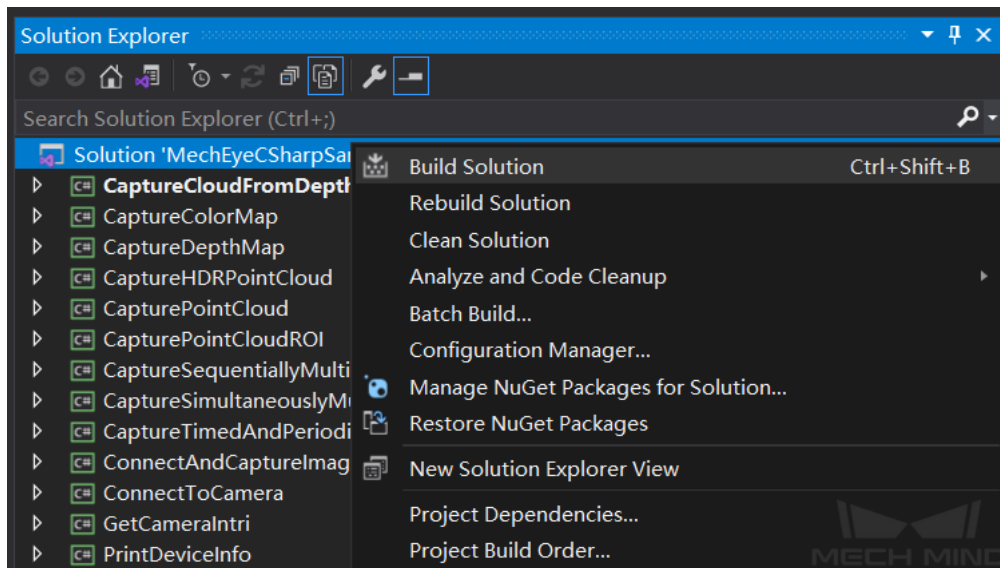 Solution Explorer
Search Solution Explorer (Ctrl+;)
Solution 'MechEyeCSharpSa
Build Solution Ctrl+Shift+B
CaptureCloudFromDept
Rebuild Solution
CaptureColorMap
Clean Solution
CaptureDepthMap
Analyze and Code Cleanup
CaptureHDRPointCloud
Batch Build...
CapturePointCloud
Configuration Manager...
CapturePointCloudROI
CaptureSequentiallyMulti
Manage NuGet Packages for Solution...
CaptureSimultaneouslyM
Restore NuGet Packages
CaptureTimedAndPeriodi
ConnectAndCaptureImag
New Solution Explorer View
ConnectToCamera
Project Dependencies...
GetCameraIntri
Project Build Order...
PrintDeviceInfo
MECH MIND